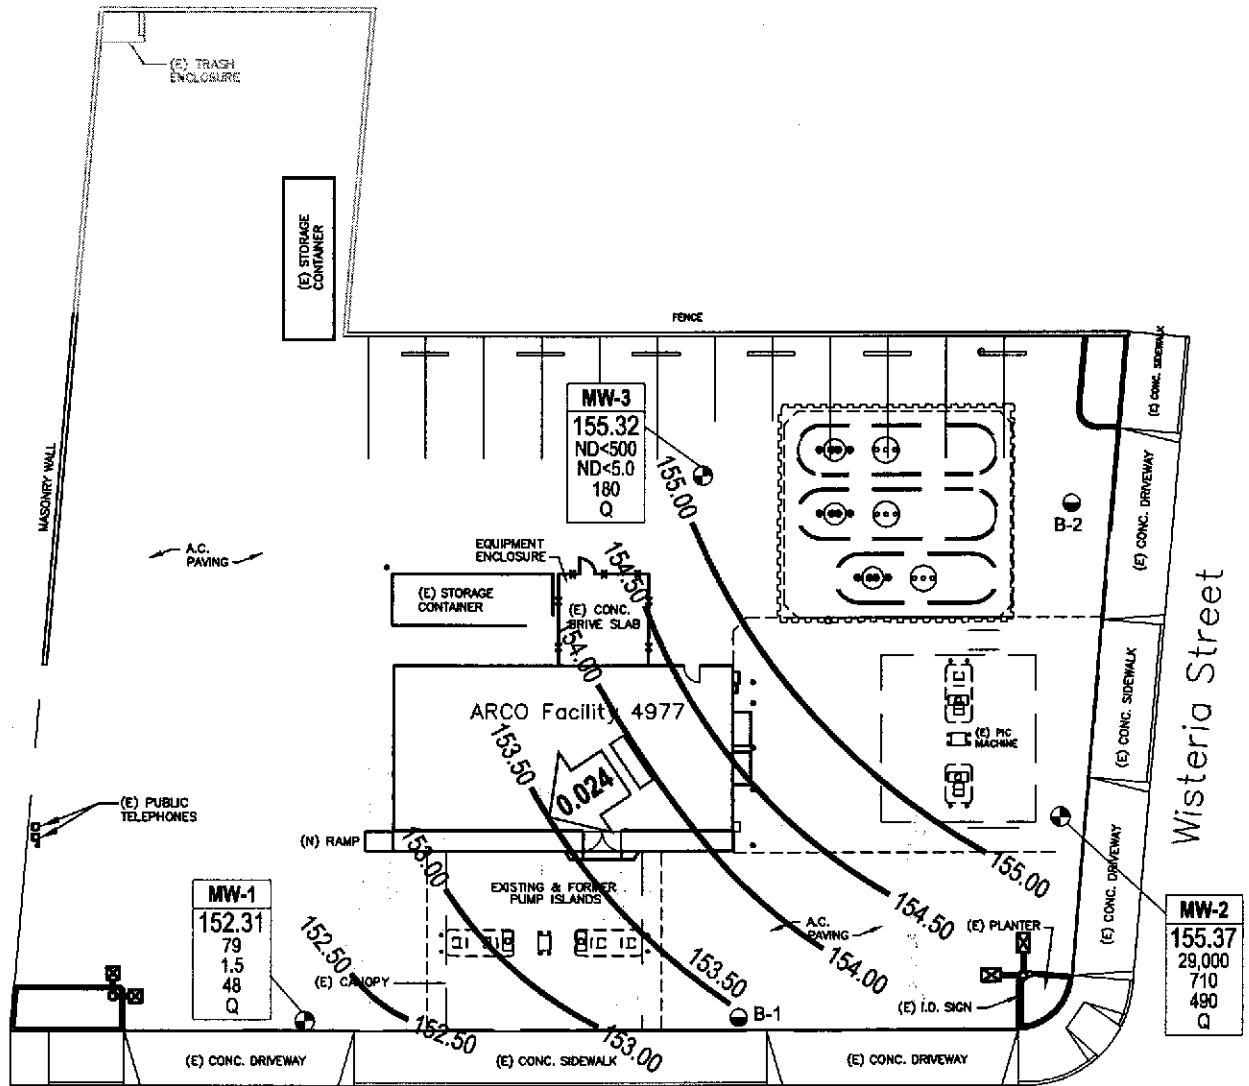 (E) TRASH
ENCLOSURE
(E) STORAGE
CONTAINER
FENCE
(E) CONC. SIDEWALK
MW-3
155.32
ND<500
ND<5.0
180
Q
155.00
MASONRY WALL
A.C.
PAVING
B-2
(E) CONC. DRIVEWAY
EQUIPMENT
ENCLOSURE
154.50
(E) STORAGE
CONTAINER
(E) CONC.
BRIVE SLAB
154.00
Wisteria Street
(E) CONC. SIDEWALK
ARCO Facility 4977
153.50
0.024
(E) PIC
MACHINE
(E) PUBLIC
TELEPHONES
(N) RAMP
153.00
155.00
EXISTING & FORMER
PUMP ISLANDS
154.50
(E) CONC. DRIVEWAY
MW-1
152.31
79
1.5
48
Q
152.50
(E) CANOPY
A.C.
PAVING
154.00
(E) PLANTER
MW-2
155.37
29,000
710
490
Q
153.50
B-1
(E) I.D. SIGN
152.50
153.00
(E) CONC. DRIVEWAY
(E) CONC. SIDEWALK
(E) CONC. DRIVEWAY